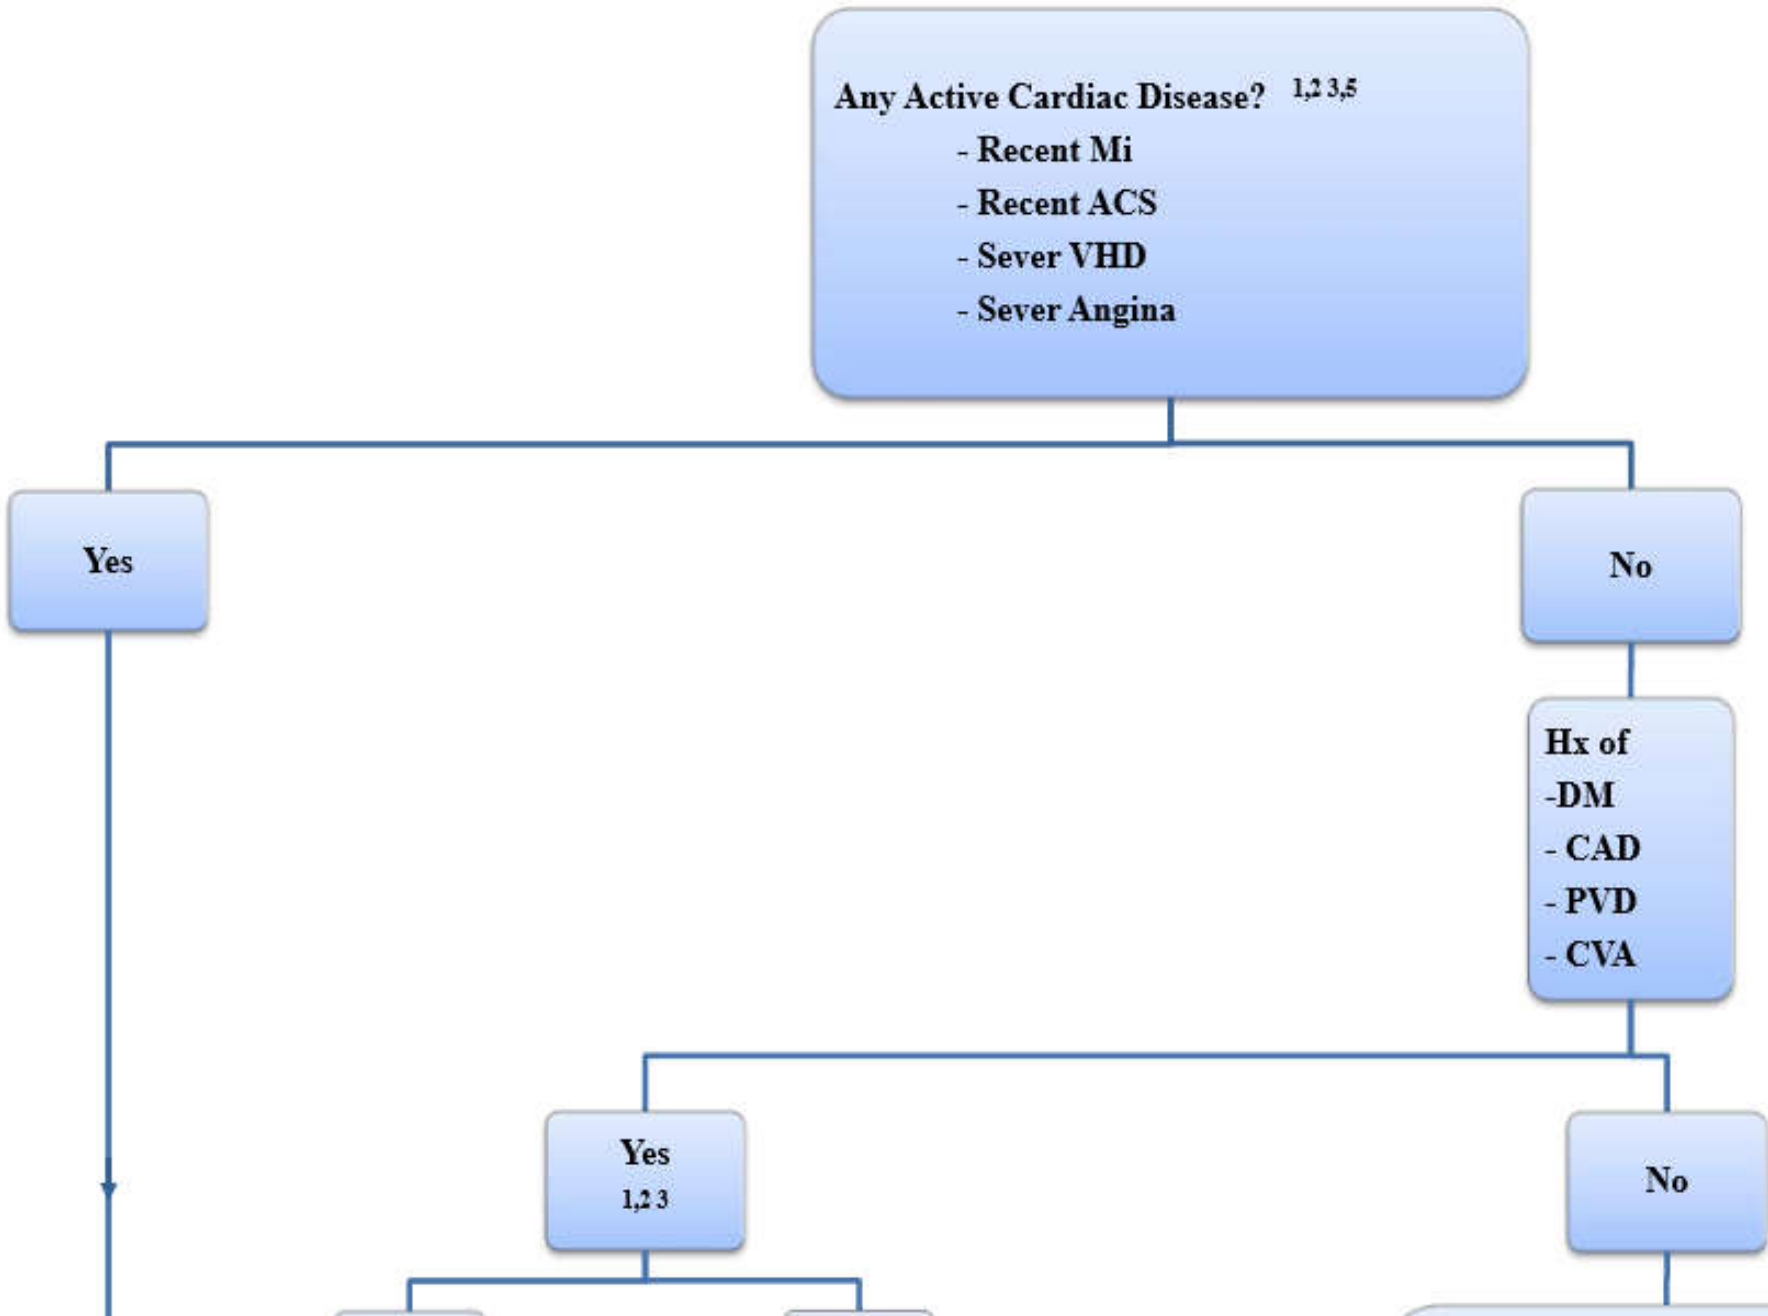 Any Active Cardiac Disease? 1,2 3,5
- Recent Mi
- Recent ACS
- Sever VHD
- Sever Angina
Yes
No
Hx of
-DM
- CAD
- PVD
- CVA
Yes
1,2 3
No